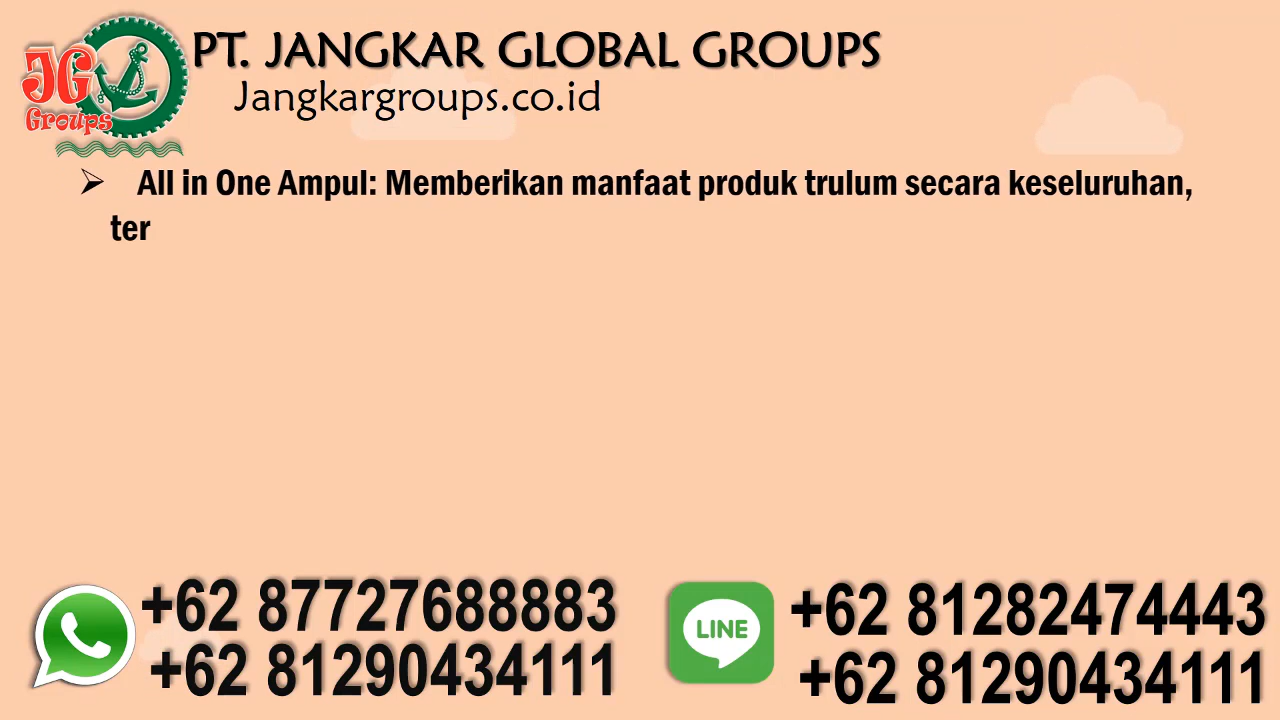 JG
Groups
PT. JANGKAR GLOBAL GROUPS
Jangkargroups.co.id
➢ All in One Ampul: Memberikan manfaat produk trulum secara keseluruhan,
ter
+62 87727688883
+62 81290434111
LINE
+62 81282474443
+62 81290434111